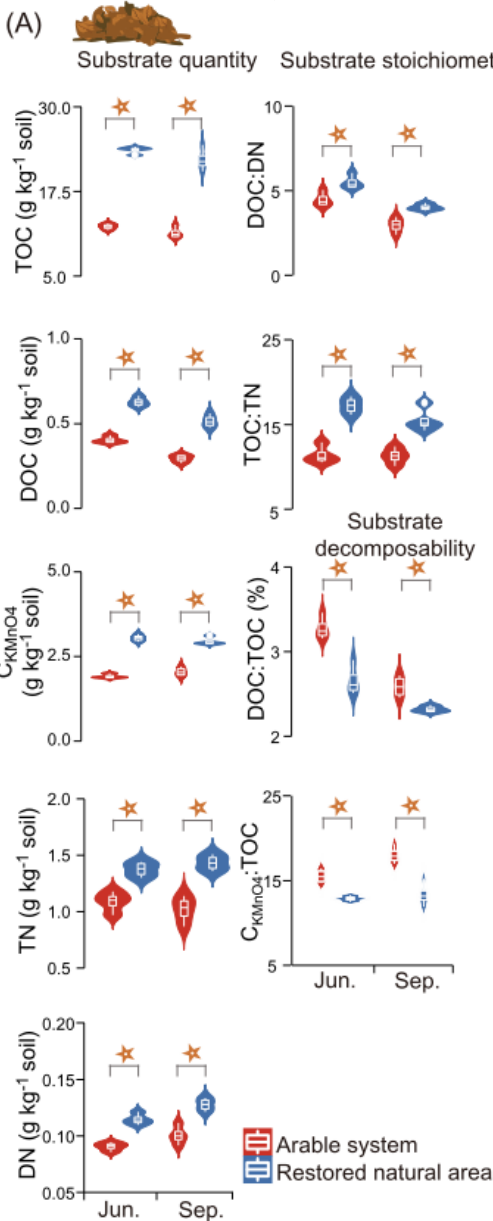 (A)
Substrate quantity
Substrate stoichiomet
TOC (g kg⁻¹ soil)
30.0
17.5
5.0
DOC:DN
10
5
0
DOC (g kg⁻¹ soil)
1.0
0.5
0.0
TOC:TN
25
15
5
Substrate
decomposability
C_KMnO4
(g kg⁻¹ soil)
5.0
2.5
0.0
DOC:TOC (%)
4
3
2
TN (g kg⁻¹ soil)
2.0
1.5
1.0
0.5
C_KMnO4:TOC
25
15
5
Jun. Sep.
DN (g kg⁻¹ soil)
0.20
0.15
0.10
0.05
Jun. Sep.
Arable system
Restored natural area